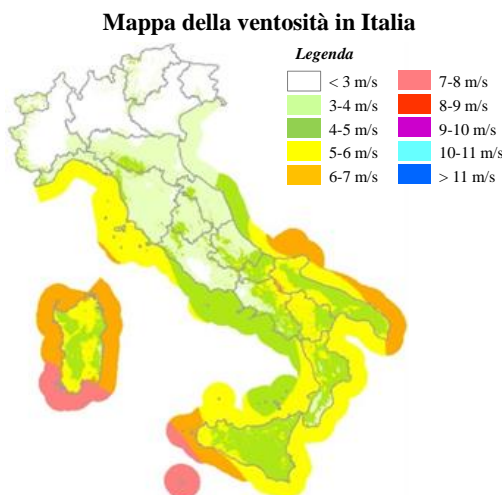 Mappa della ventosità in Italia
Legenda
< 3 m/s
3-4 m/s
4-5 m/s
5-6 m/s
6-7 m/s
7-8 m/s
8-9 m/s
9-10 m/s
10-11 m/s
> 11 m/s